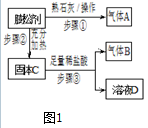 膨松剂
熟石灰/操作
步骤①
气体A
步骤②
充分
加热
固体C
足量稀盐酸
步骤③
气体B
溶液D
图1